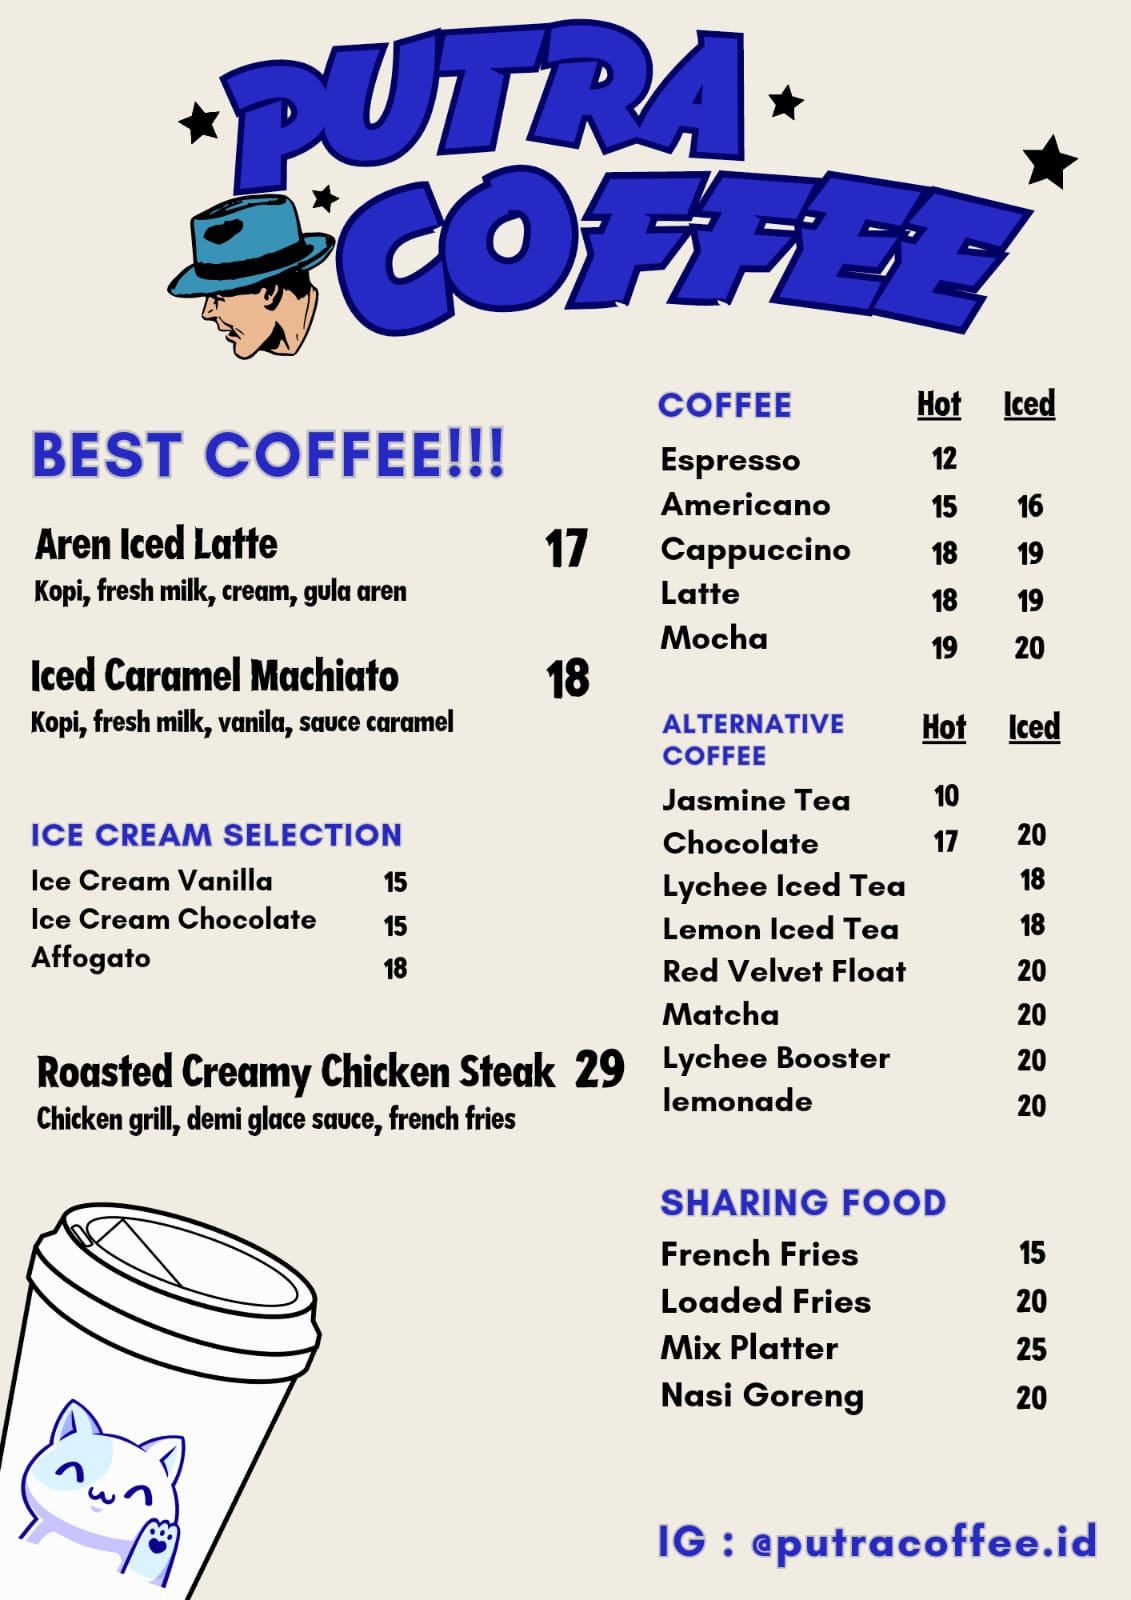 PUTRA
COFFEE
BEST COFFEE!!!
Aren Iced Latte 17
Kopi, fresh milk, cream, gula aren
Iced Caramel Machiato 18
Kopi, fresh milk, vanila, sauce caramel
ICE CREAM SELECTION
Ice Cream Vanilla 15
Ice Cream Chocolate 15
Affogato 18
Roasted Creamy Chicken Steak 29
Chicken grill, demi glace sauce, french fries
COFFEE Hot Iced
Espresso 12
Americano 15 16
Cappuccino 18 19
Latte 18 19
Mocha 19 20
ALTERNATIVE Hot Iced
COFFEE
Jasmine Tea 10
Chocolate 17 20
Lychee Iced Tea 18
Lemon Iced Tea 18
Red Velvet Float 20
Matcha 20
Lychee Booster 20
lemonade 20
SHARING FOOD
French Fries 15
Loaded Fries 20
Mix Platter 25
Nasi Goreng 20
IG : @putracoffee.id